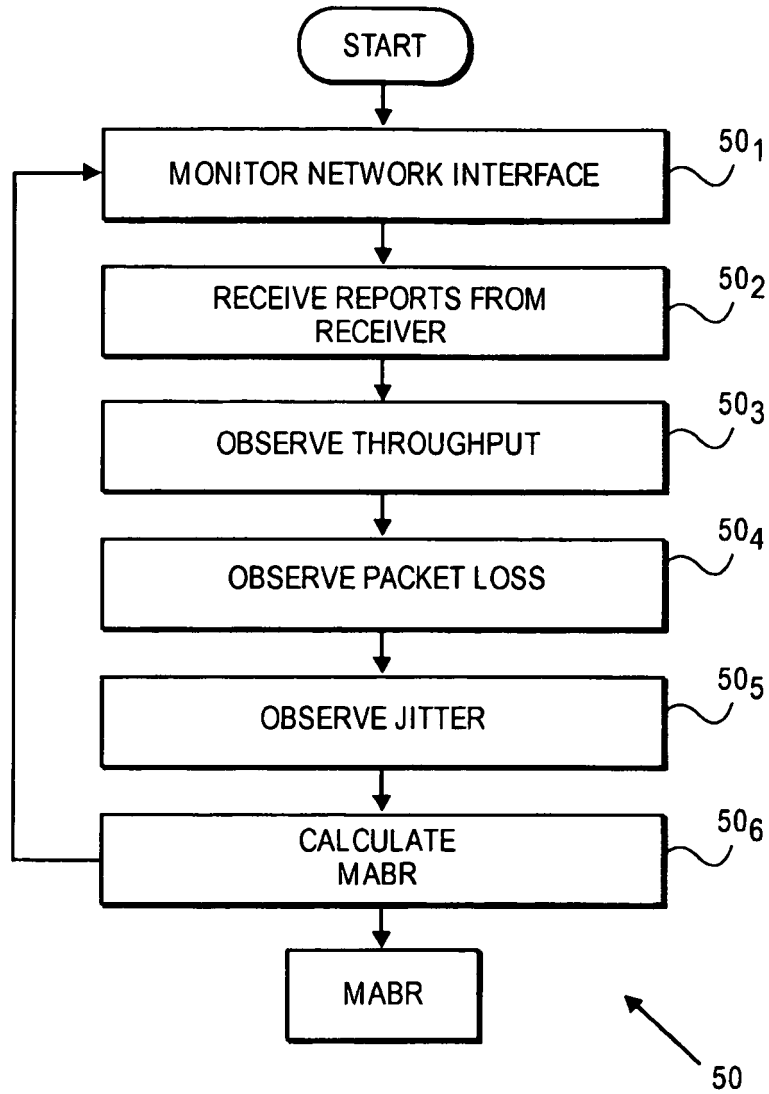 START
MONITOR NETWORK INTERFACE
50₁
RECEIVE REPORTS FROM
RECEIVER
50₂
OBSERVE THROUGHPUT
50₃
OBSERVE PACKET LOSS
50₄
OBSERVE JITTER
50₅
CALCULATE
MABR
50₆
MABR
50